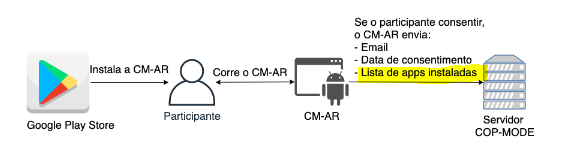 Se o participante consentir,
o CM-AR envia:
- Email
- Data de consentimento
- Lista de apps instaladas
Instala a CM-AR
Corre o CM-AR
Google Play Store
Participante
CM-AR
Servidor
COP-MODE